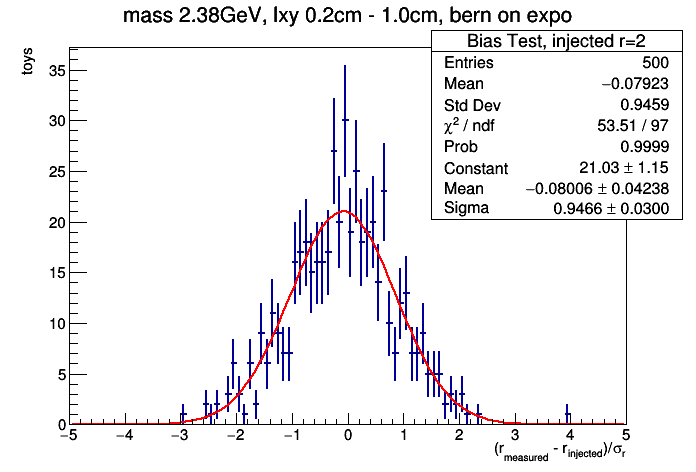 mass 2.38GeV, lxy 0.2cm - 1.0cm, bern on expo
toys
Bias Test, injected r=2
Entries 500
Mean −0.07923
Std Dev 0.9459
χ² / ndf 53.51 / 97
Prob 0.9999
Constant 21.03 ± 1.15
Mean −0.08006 ± 0.04238
Sigma 0.9466 ± 0.0300
35
30
25
20
15
10
5
0
−5 −4 −3 −2 −1 0 1 2 3 4 5
(r_measured - r_injected)/σ_r